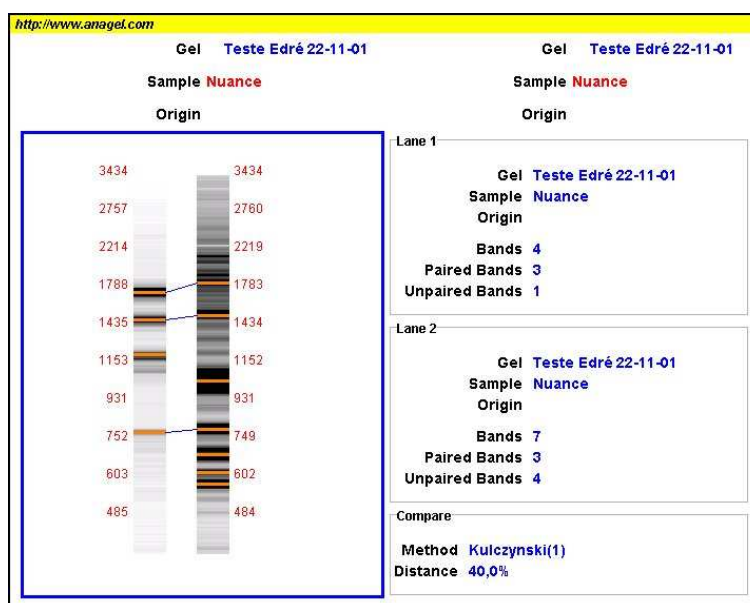 http://www.anagel.com
Gel Teste Edré 22-11-01
Sample Nuance
Origin
Gel Teste Edré 22-11-01
Sample Nuance
Origin
3434 3434
2757 2760
2214 2219
1788 1783
1435 1434
1153 1152
931 931
752 749
603 602
485 484
Lane 1
Gel Teste Edré 22-11-01
Sample Nuance
Origin
Bands 4
Paired Bands 3
Unpaired Bands 1
Lane 2
Gel Teste Edré 22-11-01
Sample Nuance
Origin
Bands 7
Paired Bands 3
Unpaired Bands 4
Compare
Method Kulczynski(1)
Distance 40,0%